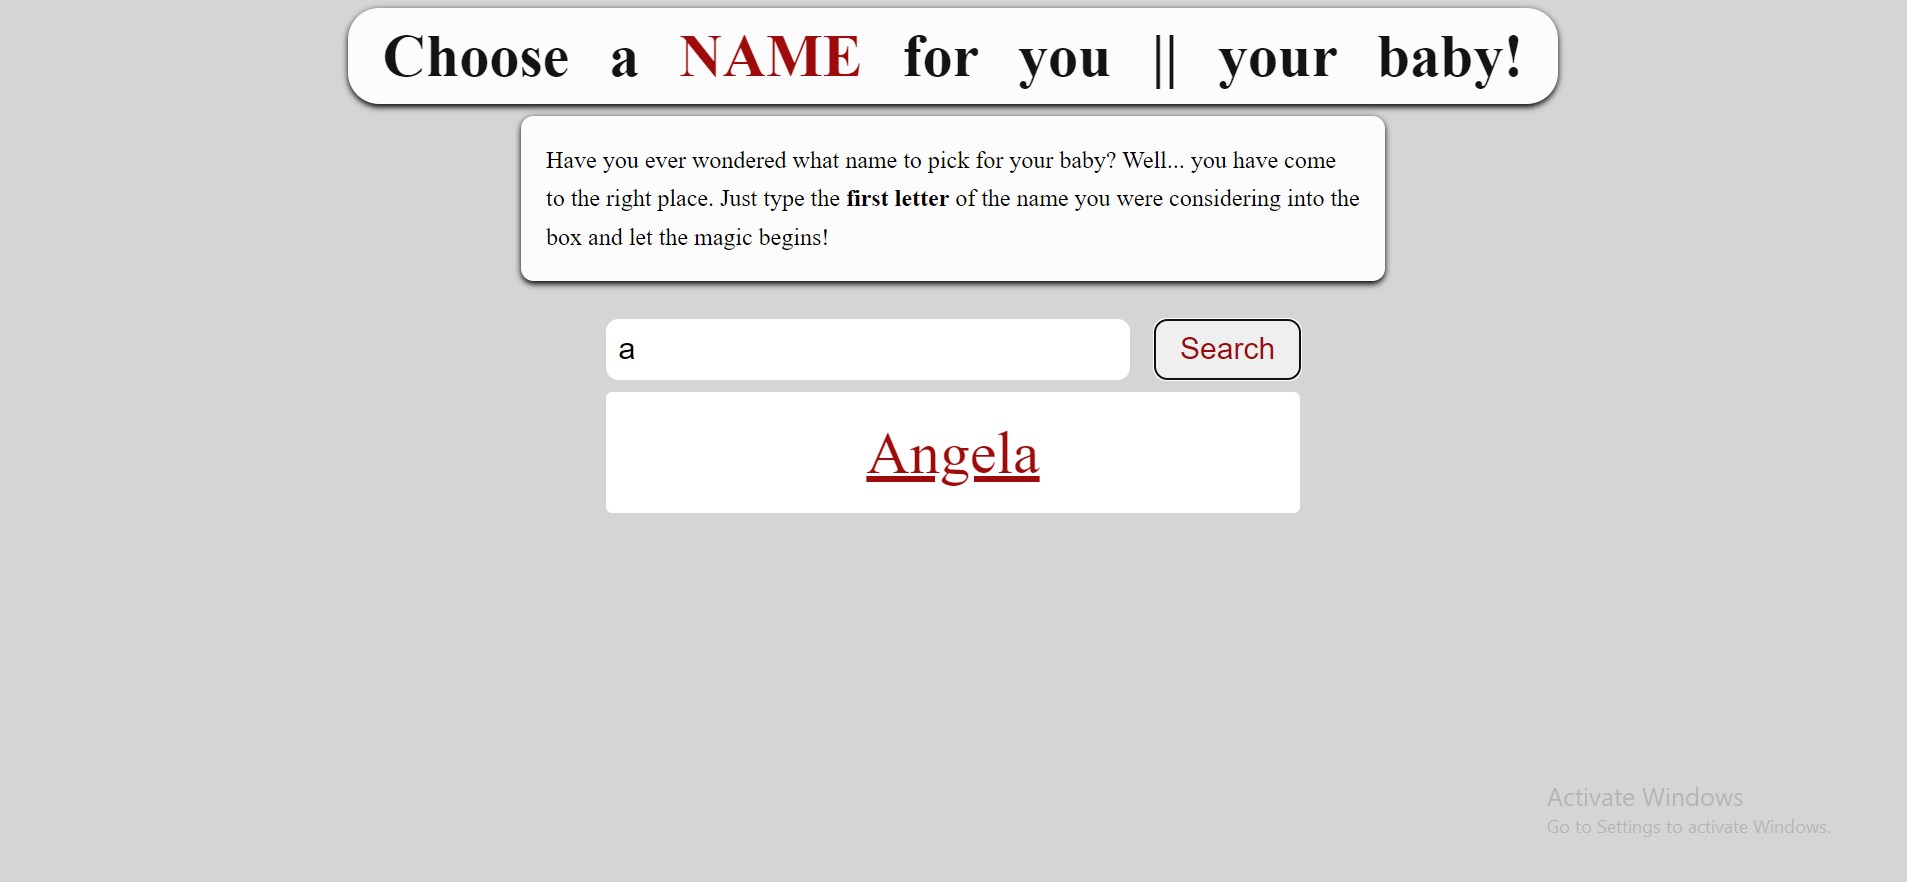 Choose a NAME for you || your baby!
Have you ever wondered what name to pick for your baby? Well... you have come
to the right place. Just type the first letter of the name you were considering into the
box and let the magic begins!
a
Search
Angela
Activate Windows
Go to Settings to activate Windows.